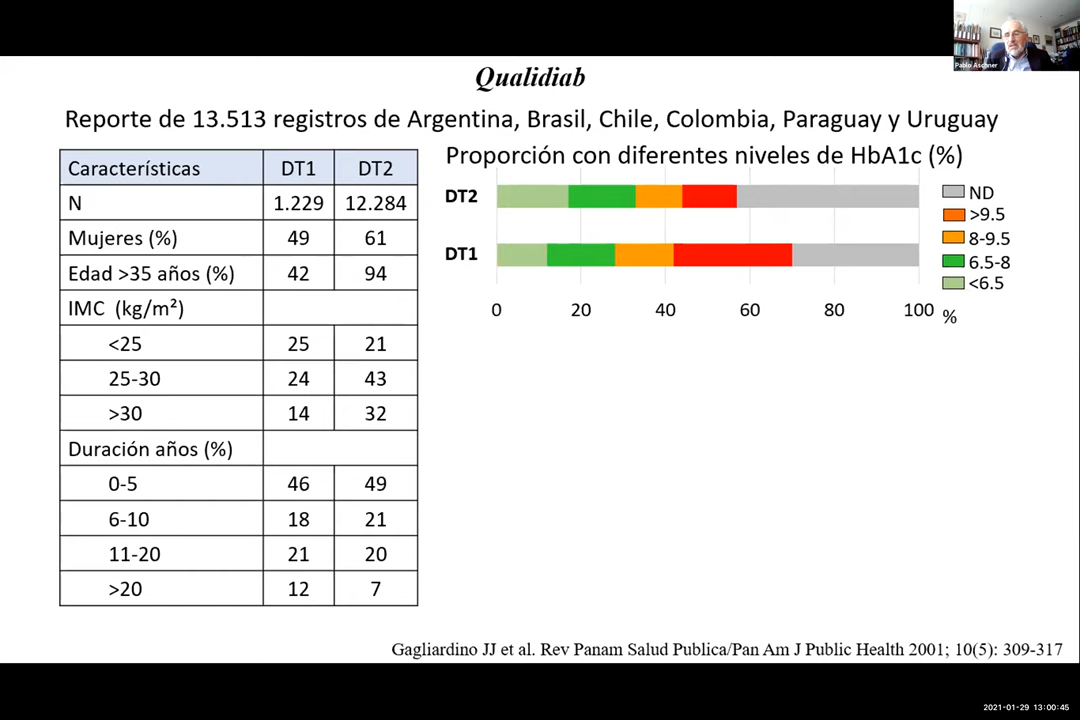 Pablo Aschner
Qualidiab
Reporte de 13.513 registros de Argentina, Brasil, Chile, Colombia, Paraguay y Uruguay
Características DT1 DT2
N 1.229 12.284
Mujeres (%) 49 61
Edad >35 años (%) 42 94
IMC (kg/m²)
<25 25 21
25-30 24 43
>30 14 32
Duración años (%)
0-5 46 49
6-10 18 21
11-20 21 20
>20 12 7
Proporción con diferentes niveles de HbA1c (%)
DT2
DT1
0 20 40 60 80 100 %
ND
>9.5
8-9.5
6.5-8
<6.5
Gagliardino JJ et al. Rev Panam Salud Publica/Pan Am J Public Health 2001; 10(5): 309-317
2021-01-29 13:00:45